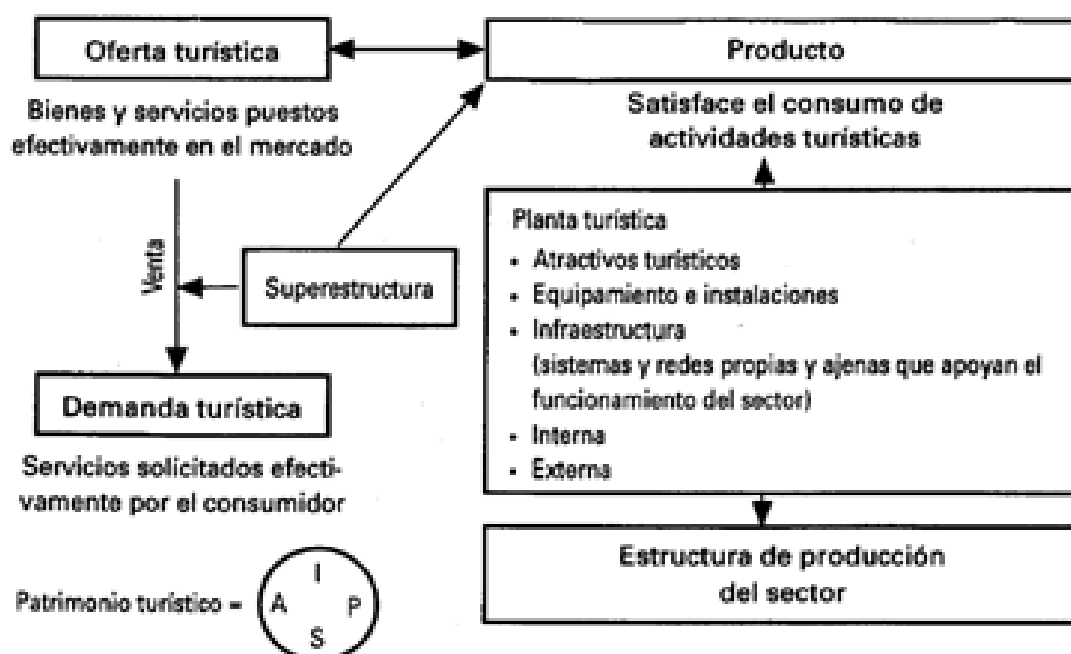 Oferta turística
Producto
Bienes y servicios puestos
efectivamente en el mercado
Satisface el consumo de
actividades turísticas
Venta
Superestructura
Planta turística
• Atractivos turísticos
• Equipamiento e instalaciones
• Infraestructura
(sistemas y redes propias y ajenas que apoyan el
funcionamiento del sector)
• Interna
• Externa
Demanda turística
Servicios solicitados efecti-
vamente por el consumidor
Estructura de producción
del sector
Patrimonio turístico =
I
A P
S